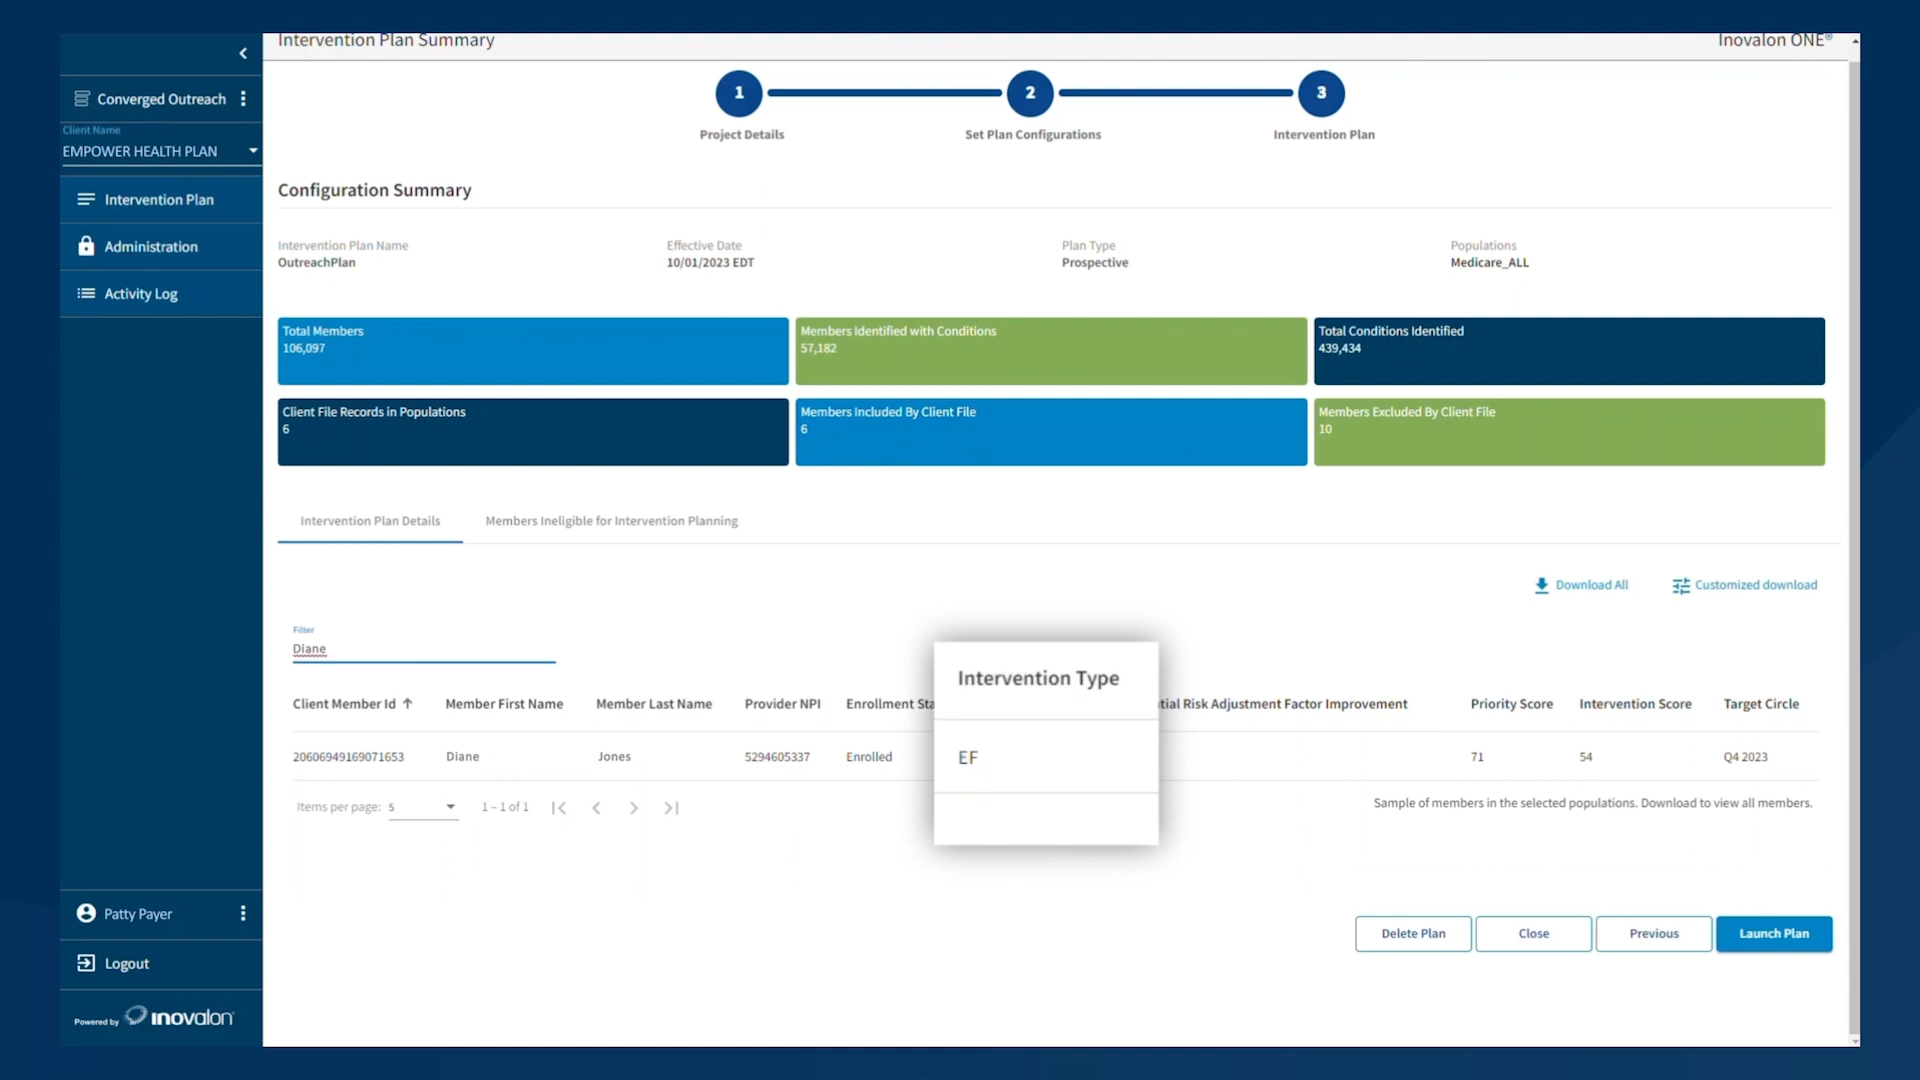 Intervention Plan Summary
Inovalon ONE®
Converged Outreach
Client Name
EMPOWER HEALTH PLAN
Intervention Plan
Administration
Activity Log
Patty Payer
Logout
Powered by inovalon
1
2
3
Project Details
Set Plan Configurations
Intervention Plan
Configuration Summary
Intervention Plan Name
OutreachPlan
Effective Date
10/01/2023 EDT
Plan Type
Prospective
Populations
Medicare_ALL
Total Members
106,097
Members Identified with Conditions
57,182
Total Conditions Identified
439,434
Client File Records in Populations
6
Members Included By Client File
6
Members Excluded By Client File
10
Intervention Plan Details
Members Ineligible for Intervention Planning
Download All
Customized download
Filter
Diane
Client Member Id Member First Name Member Last Name Provider NPI Enrollment Sta Intervention Type tial Risk Adjustment Factor Improvement Priority Score Intervention Score Target Circle
20606949169071653 Diane Jones 5294605337 Enrolled EF 71 54 Q4 2023
Items per page: 5 1 – 1 of 1
Sample of members in the selected populations. Download to view all members.
Delete Plan
Close
Previous
Launch Plan